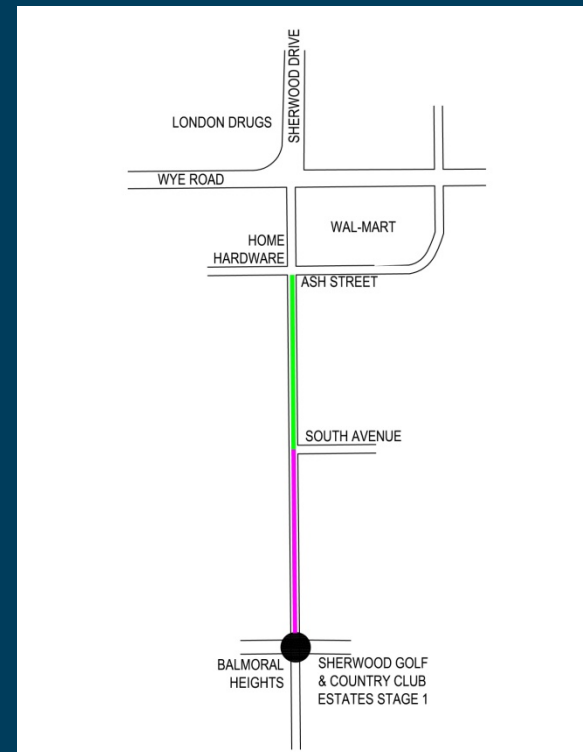 SHERWOOD DRIVE
LONDON DRUGS
WYE ROAD
WAL-MART
HOME
HARDWARE
ASH STREET
SOUTH AVENUE
BALMORAL
HEIGHTS
SHERWOOD GOLF
& COUNTRY CLUB
ESTATES STAGE 1